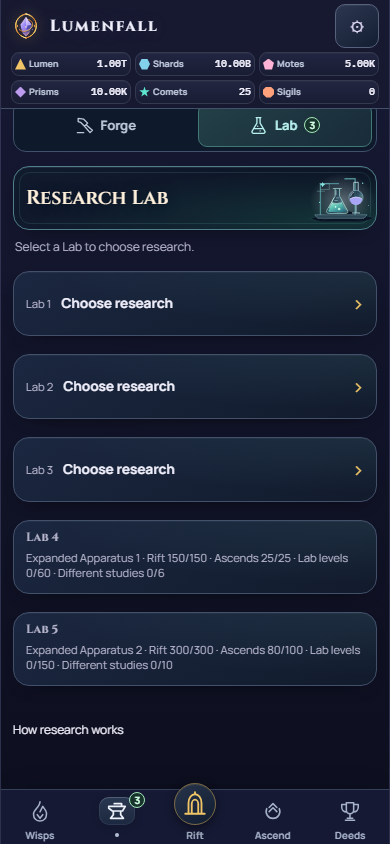 Lumenfall
Lumen 1.00T
Shards 10.00B
Motes 5.00K
Prisms 10.00K
Comets 25
Sigils 0
Forge
Lab 3
Research Lab
Select a Lab to choose research.
Lab 1 Choose research
Lab 2 Choose research
Lab 3 Choose research
Lab 4
Expanded Apparatus 1 · Rift 150/150 · Ascends 25/25 · Lab levels
0/60 · Different studies 0/6
Lab 5
Expanded Apparatus 2 · Rift 300/300 · Ascends 80/100 · Lab levels
0/150 · Different studies 0/10
How research works
3
Wisps
Rift
Ascend
Deeds